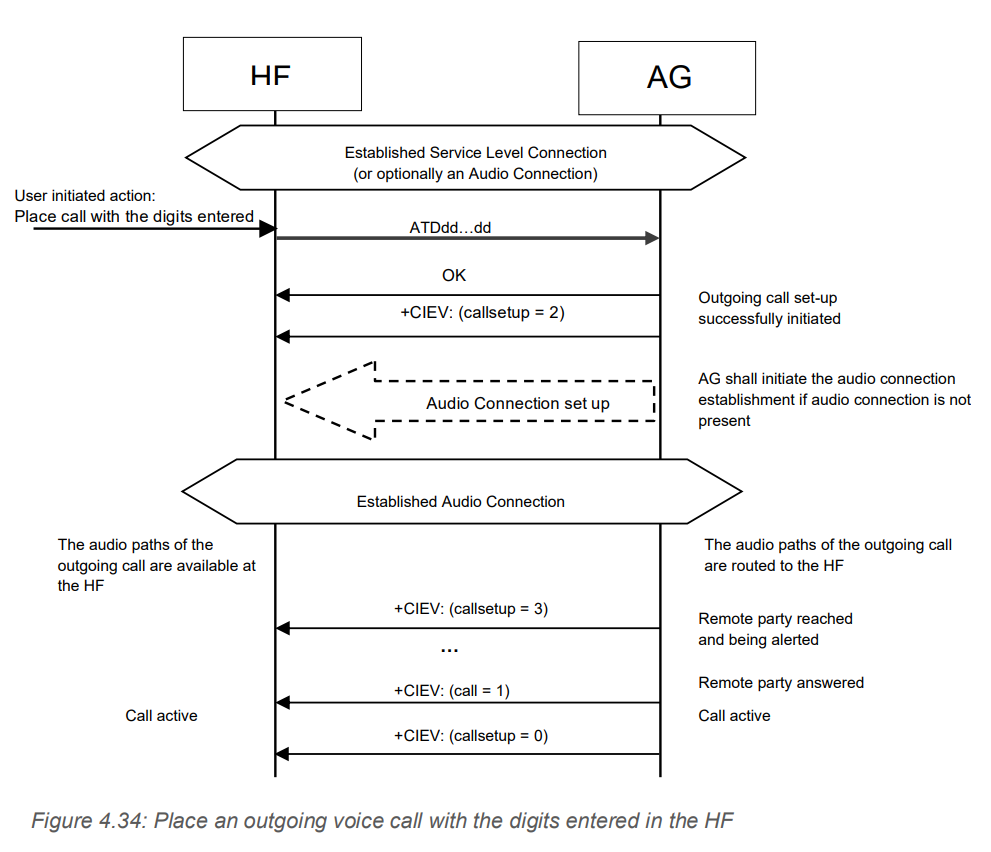 HF
AG
Established Service Level Connection
(or optionally an Audio Connection)
User initiated action:
Place call with the digits entered
ATDdd...dd
OK
Outgoing call set-up
successfully initiated
+CIEV: (callsetup = 2)
AG shall initiate the audio connection
establishment if audio connection is not
present
Audio Connection set up
Established Audio Connection
The audio paths of the
outgoing call are available at
the HF
The audio paths of the outgoing call
are routed to the HF
+CIEV: (callsetup = 3)
Remote party reached
and being alerted
...
Remote party answered
+CIEV: (call = 1)
Call active
Call active
+CIEV: (callsetup = 0)
Figure 4.34: Place an outgoing voice call with the digits entered in the HF